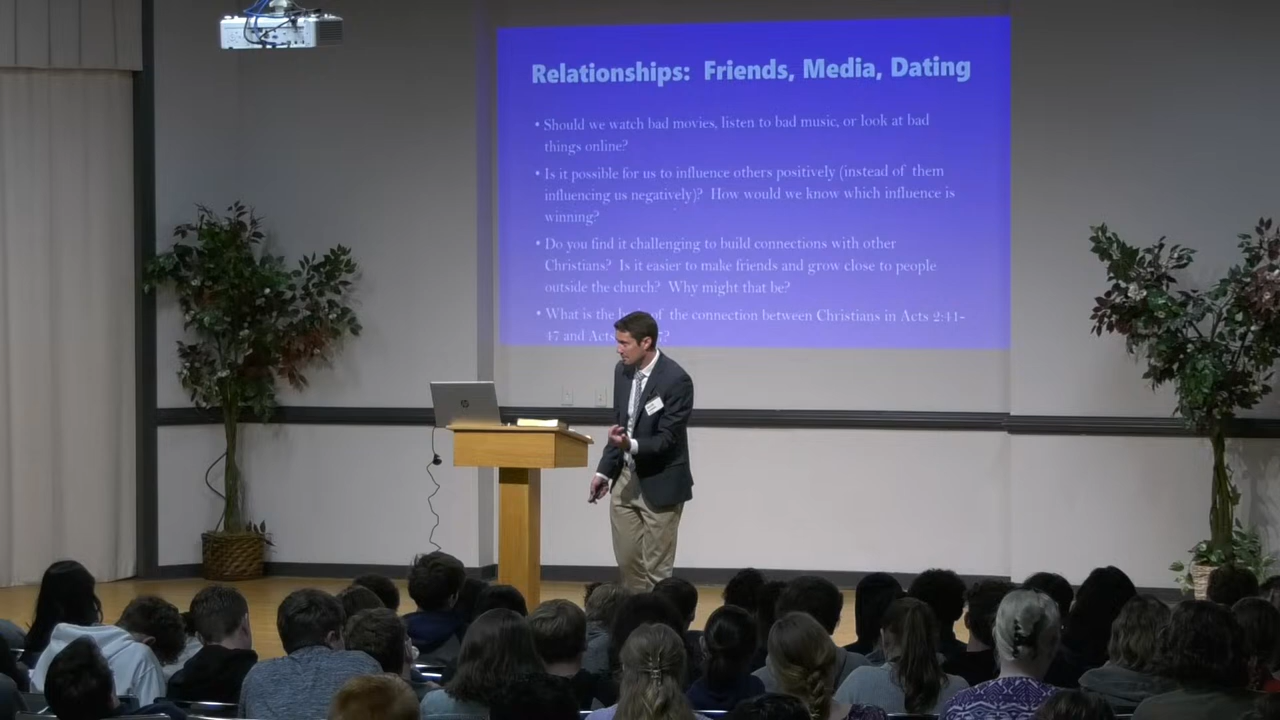 Relationships: Friends, Media, Dating
• Should we watch bad movies, listen to bad music, or look at bad
things online?
• Is it possible for us to influence others positively (instead of them
influencing us negatively)? How would we know which influence is
winning?
• Do you find it challenging to build connections with other
Christians? Is it easier to make friends and grow close to people
outside the church? Why might that be?
• What is the of the connection between Christians in Acts 2:41-
47 and Acts ?
hp